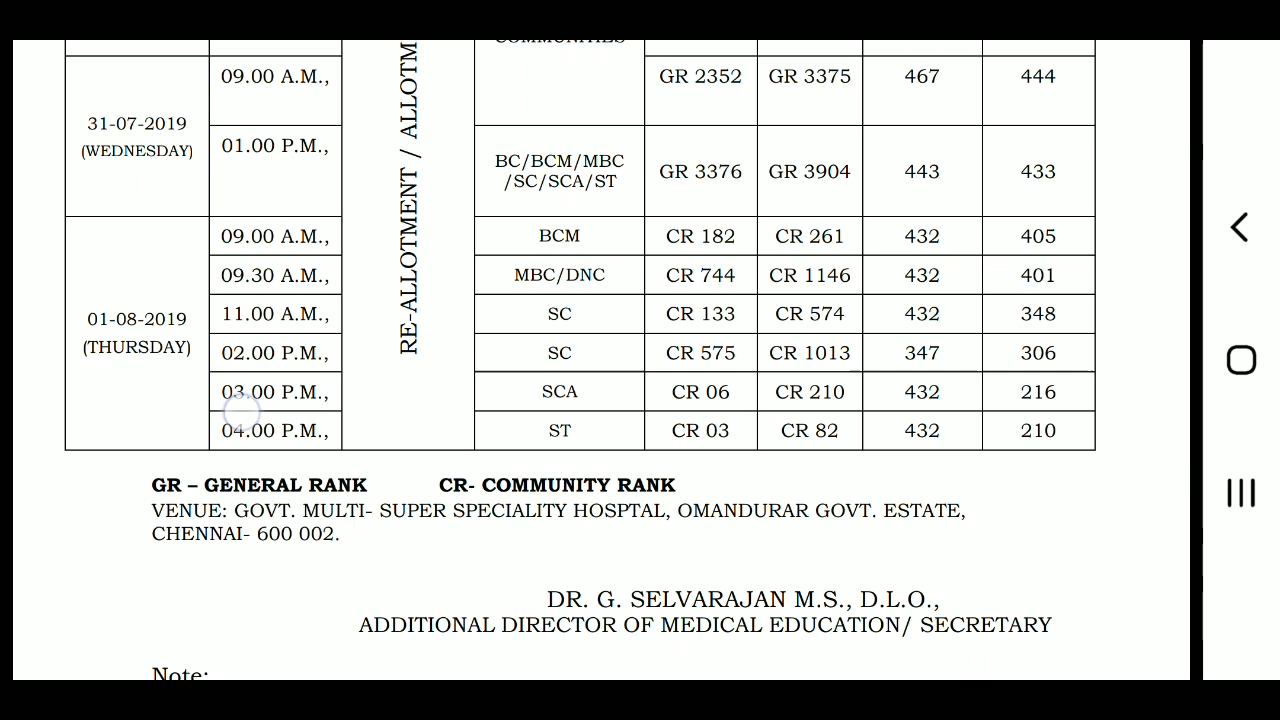 COMMUNITIES
RE-ALLOTMENT / ALLOTM
31-07-2019
(WEDNESDAY)
09.00 A.M., GR 2352 GR 3375 467 444
01.00 P.M., BC/BCM/MBC
/SC/SCA/ST GR 3376 GR 3904 443 433
01-08-2019
(THURSDAY)
09.00 A.M., BCM CR 182 CR 261 432 405
09.30 A.M., MBC/DNC CR 744 CR 1146 432 401
11.00 A.M., SC CR 133 CR 574 432 348
02.00 P.M., SC CR 575 CR 1013 347 306
03.00 P.M., SCA CR 06 CR 210 432 216
04.00 P.M., ST CR 03 CR 82 432 210
GR – GENERAL RANK CR- COMMUNITY RANK
VENUE: GOVT. MULTI- SUPER SPECIALITY HOSPTAL, OMANDURAR GOVT. ESTATE,
CHENNAI- 600 002.
DR. G. SELVARAJAN M.S., D.L.O.,
ADDITIONAL DIRECTOR OF MEDICAL EDUCATION/ SECRETARY
Note: